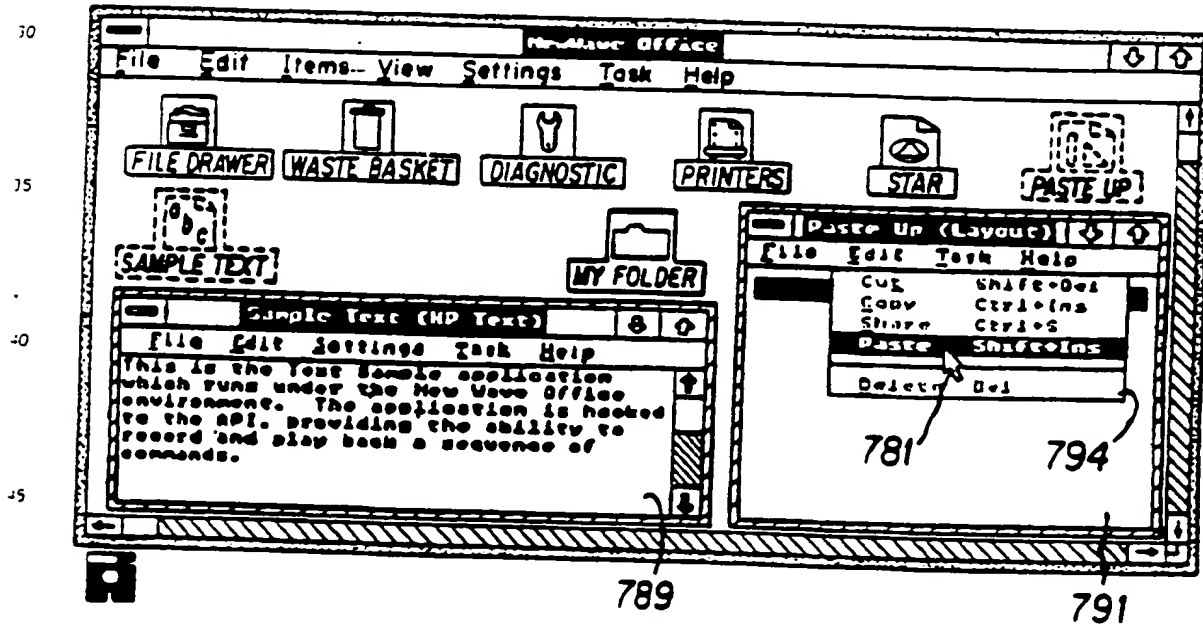 30
NewWave Office
File Edit Items View Settings Task Help
FILE DRAWER WASTE BASKET DIAGNOSTIC PRINTERS STAR PASTE UP
35
SAMPLE TEXT MY FOLDER
Paste Up (Layout)
File Edit Task Help
Cut Shift+Del
Copy Ctrl+Ins
Share Ctrl+S
Paste Shift+Ins
Delete Del
40
Sample Text (HP Text)
File Edit Settings Task Help
This is the Text Sample application
which runs under the New Wave Office
environment. The application is hooked
to the API, providing the ability to
record and play back a sequence of
commands.
781 794
45
789 791